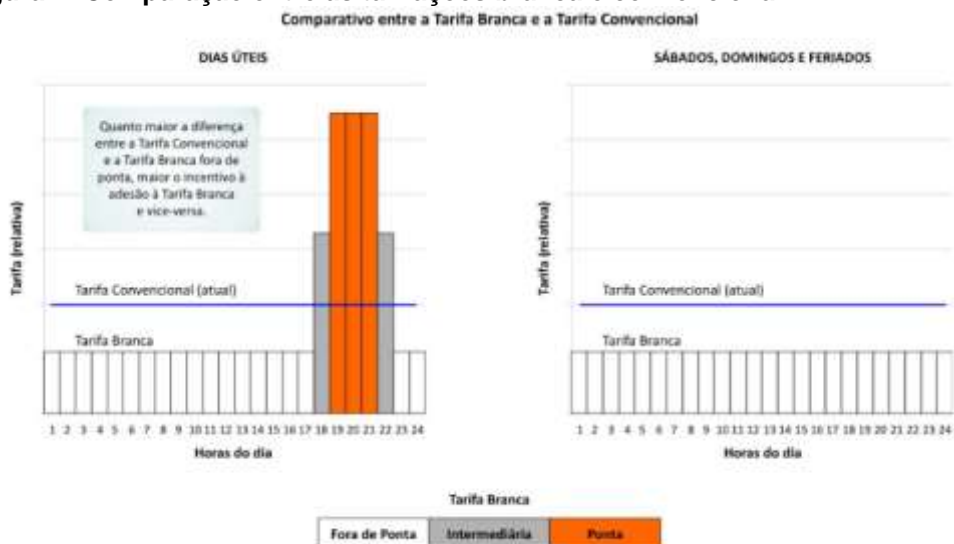 Comparativo entre a Tarifa Branca e a Tarifa Convencional
DIAS ÚTEIS
Quanto maior a diferença
entre a Tarifa Convencional
e a Tarifa Branca fora de
ponta, maior o incentivo à
adesão à Tarifa Branca
e vice-versa.
Tarifa (relativa)
Tarifa Convencional (atual)
Tarifa Branca
1 2 3 4 5 6 7 8 9 10 11 12 13 14 15 16 17 18 19 20 21 22 23 24
Horas do dia
SÁBADOS, DOMINGOS E FERIADOS
Tarifa (relativa)
Tarifa Convencional (atual)
Tarifa Branca
1 2 3 4 5 6 7 8 9 10 11 12 13 14 15 16 17 18 19 20 21 22 23 24
Horas do dia
Tarifa Branca
Fora de Ponta Intermediária Ponta